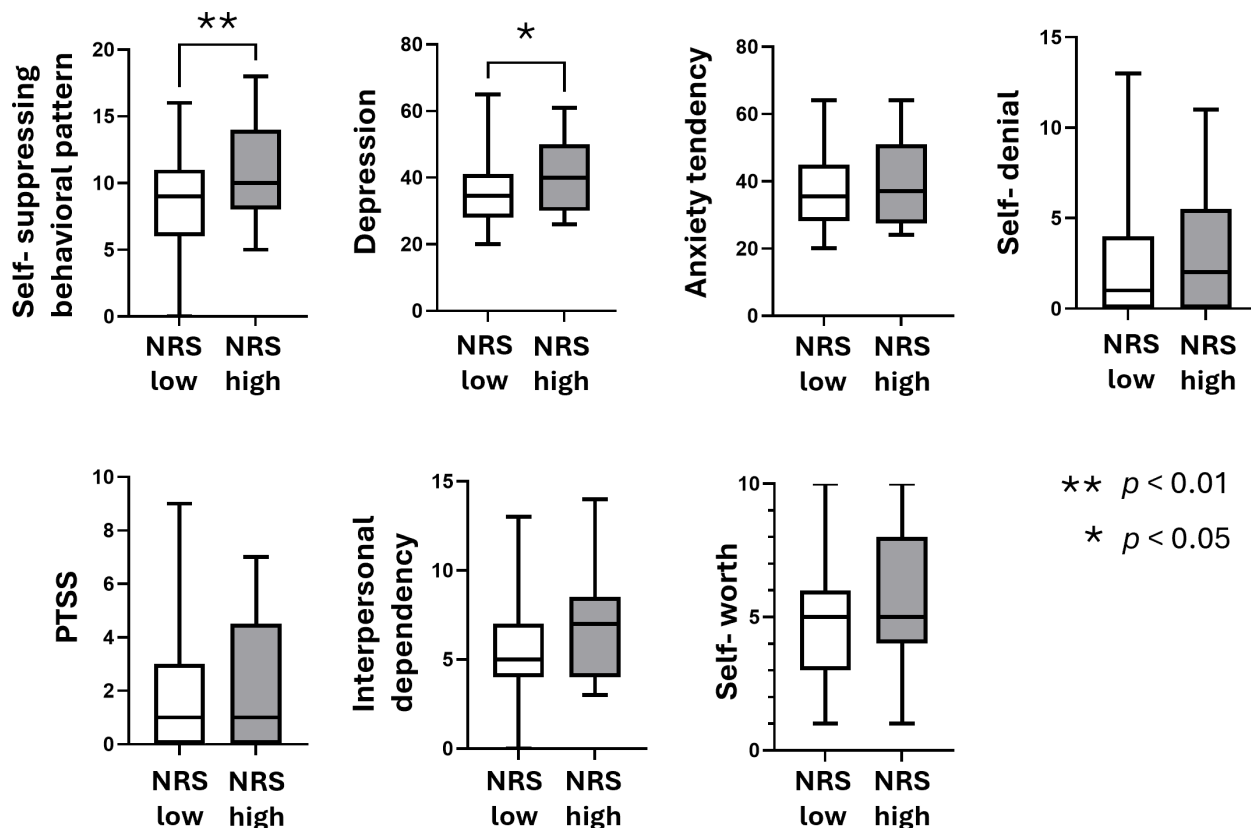 Self- suppressing
behavioral pattern
20
15
10
5
0
**
NRS
low
NRS
high
Depression
80
60
40
20
0
*
NRS
low
NRS
high
Anxiety tendency
80
60
40
20
0
NRS
low
NRS
high
Self- denial
15
10
5
0
NRS
low
NRS
high
PTSS
10
8
6
4
2
0
NRS
low
NRS
high
Interpersonal
dependency
15
10
5
0
NRS
low
NRS
high
Self- worth
10
5
0
NRS
low
NRS
high
** p < 0.01
* p < 0.05